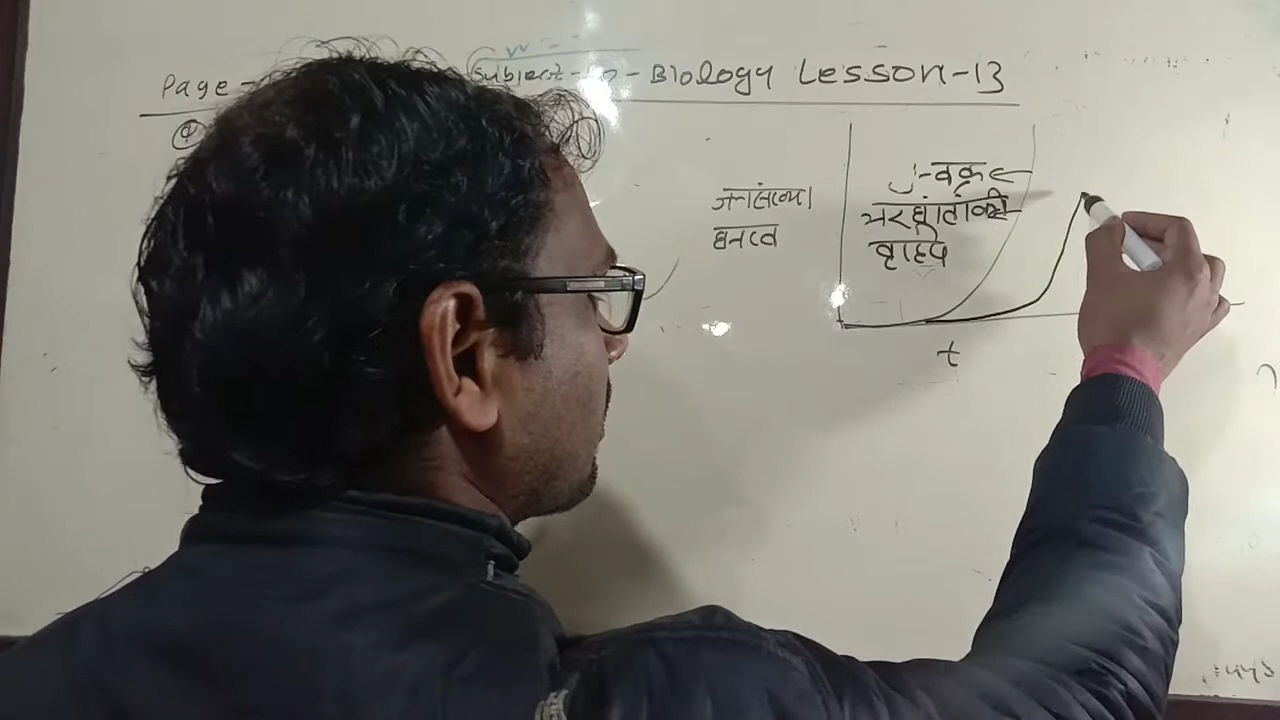 Page - Subject - - Biology Lesson-13
J-वक्र
जनसंख्या
घनत्व
चरघांताकी
वृद्धि
t